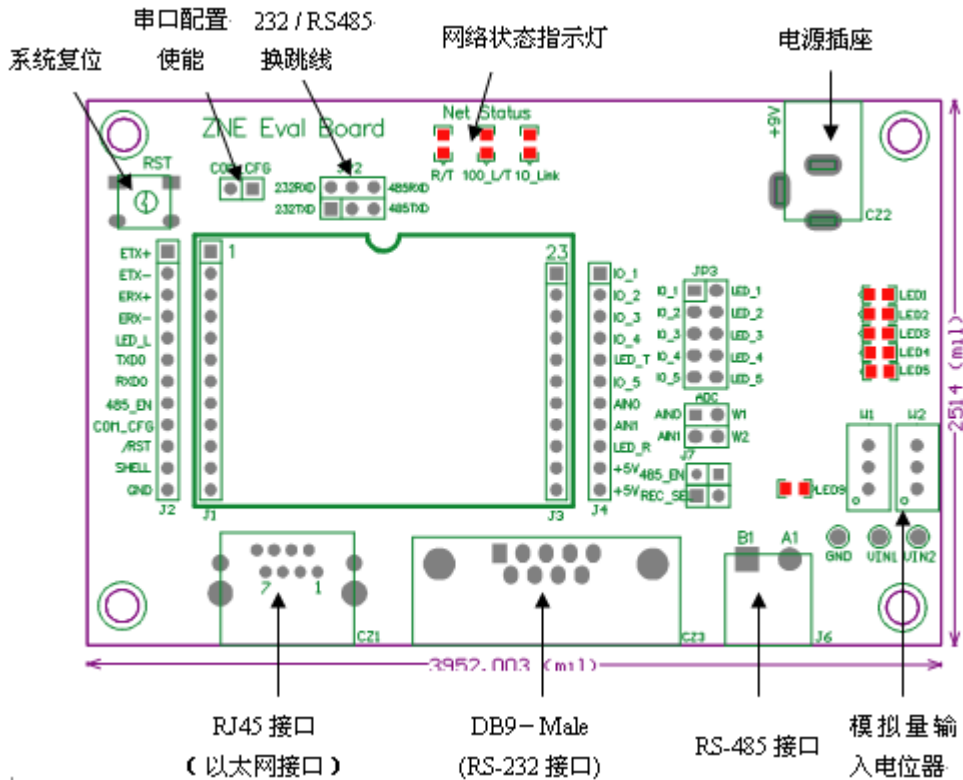 串口配置 232 / RS485
系统复位 使能 换跳线 网络状态指示灯 电源插座
ZNE Eval Board
Net Status
R/T 100_L/T 10_Link
+9V
CZ2
RST
COM_CFG
232RXD 485RXD
232TXD 485TXD
ETX+
ETX-
ERX+
ERX-
LED_L
TXD0
RXD0
485_EN
COM_CFG
/RST
SHELL
GND
J2
1
J1
23
J3
IO_1
IO_2
IO_3
IO_4
LED_T
IO_5
AIN0
AIN1
LED_R
+5V
+5V
J4
JP3
IO_1 LED_1
IO_2 LED_2
IO_3 LED_3
IO_4 LED_4
IO_5 LED_5
ADC
AIN0 W1
AIN1 W2
J7
485_EN
LED1
LED2
LED3
LED4
LED5
W1 W2
LED9
GND VIN1 VIN2
B1 A1
J6
7 1
CZ1
CZ3
2514 (mil)
3952.003 (mil)
RJ45 接口
（以太网接口）
DB9－Male
(RS-232 接口)
RS-485 接口
模拟量输
入电位器